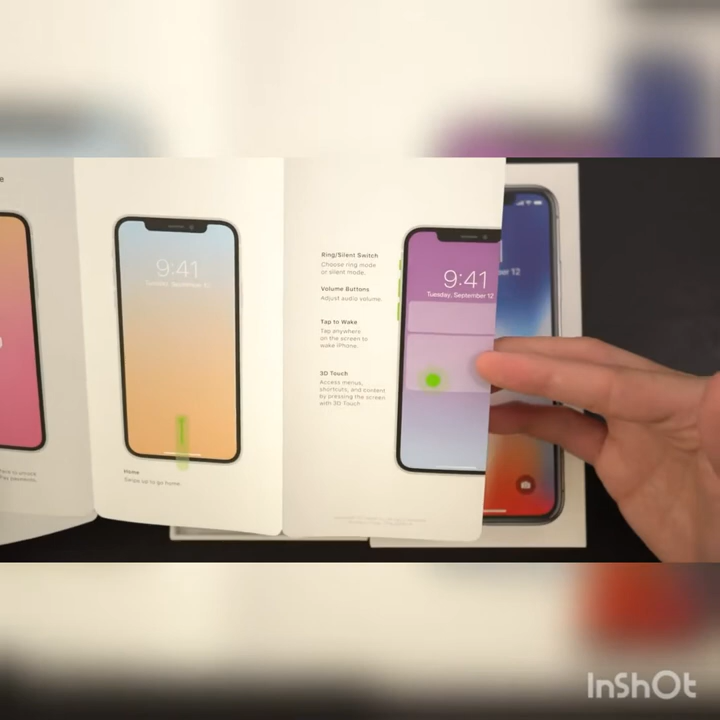 e
9:41
Tuesday, September 12
Home
Swipe up to go home.
Ring/Silent Switch
Choose ring mode
or silent mode.
Volume Buttons
Adjust audio volume.
Tap to Wake
Tap anywhere
on the screen to
wake iPhone.
3D Touch
Access menus,
shortcuts, and content
by pressing the screen
with 3D Touch.
9:41
Tuesday, September 12
12
InShOt